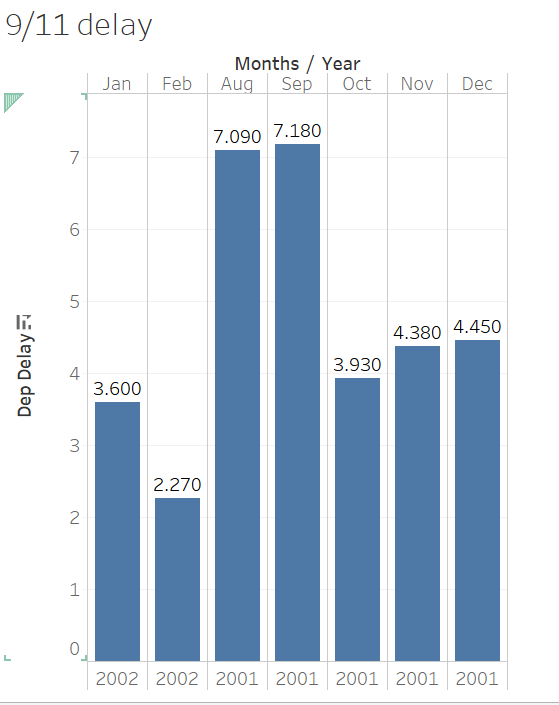 9/11 delay
Months / Year
Jan Feb Aug Sep Oct Nov Dec
7.090 7.180
7
6
5
4.380 4.450
4
3.930
3.600
3
2.270
2
1
0
Dep Delay
2002 2002 2001 2001 2001 2001 2001